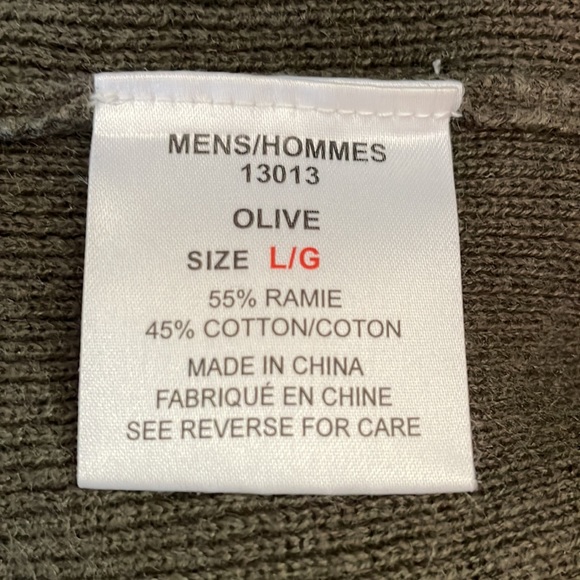 MENS/HOMMES
13013
OLIVE
SIZE L/G
55% RAMIE
45% COTTON/COTON
MADE IN CHINA
FABRIQUÉ EN CHINE
SEE REVERSE FOR CARE